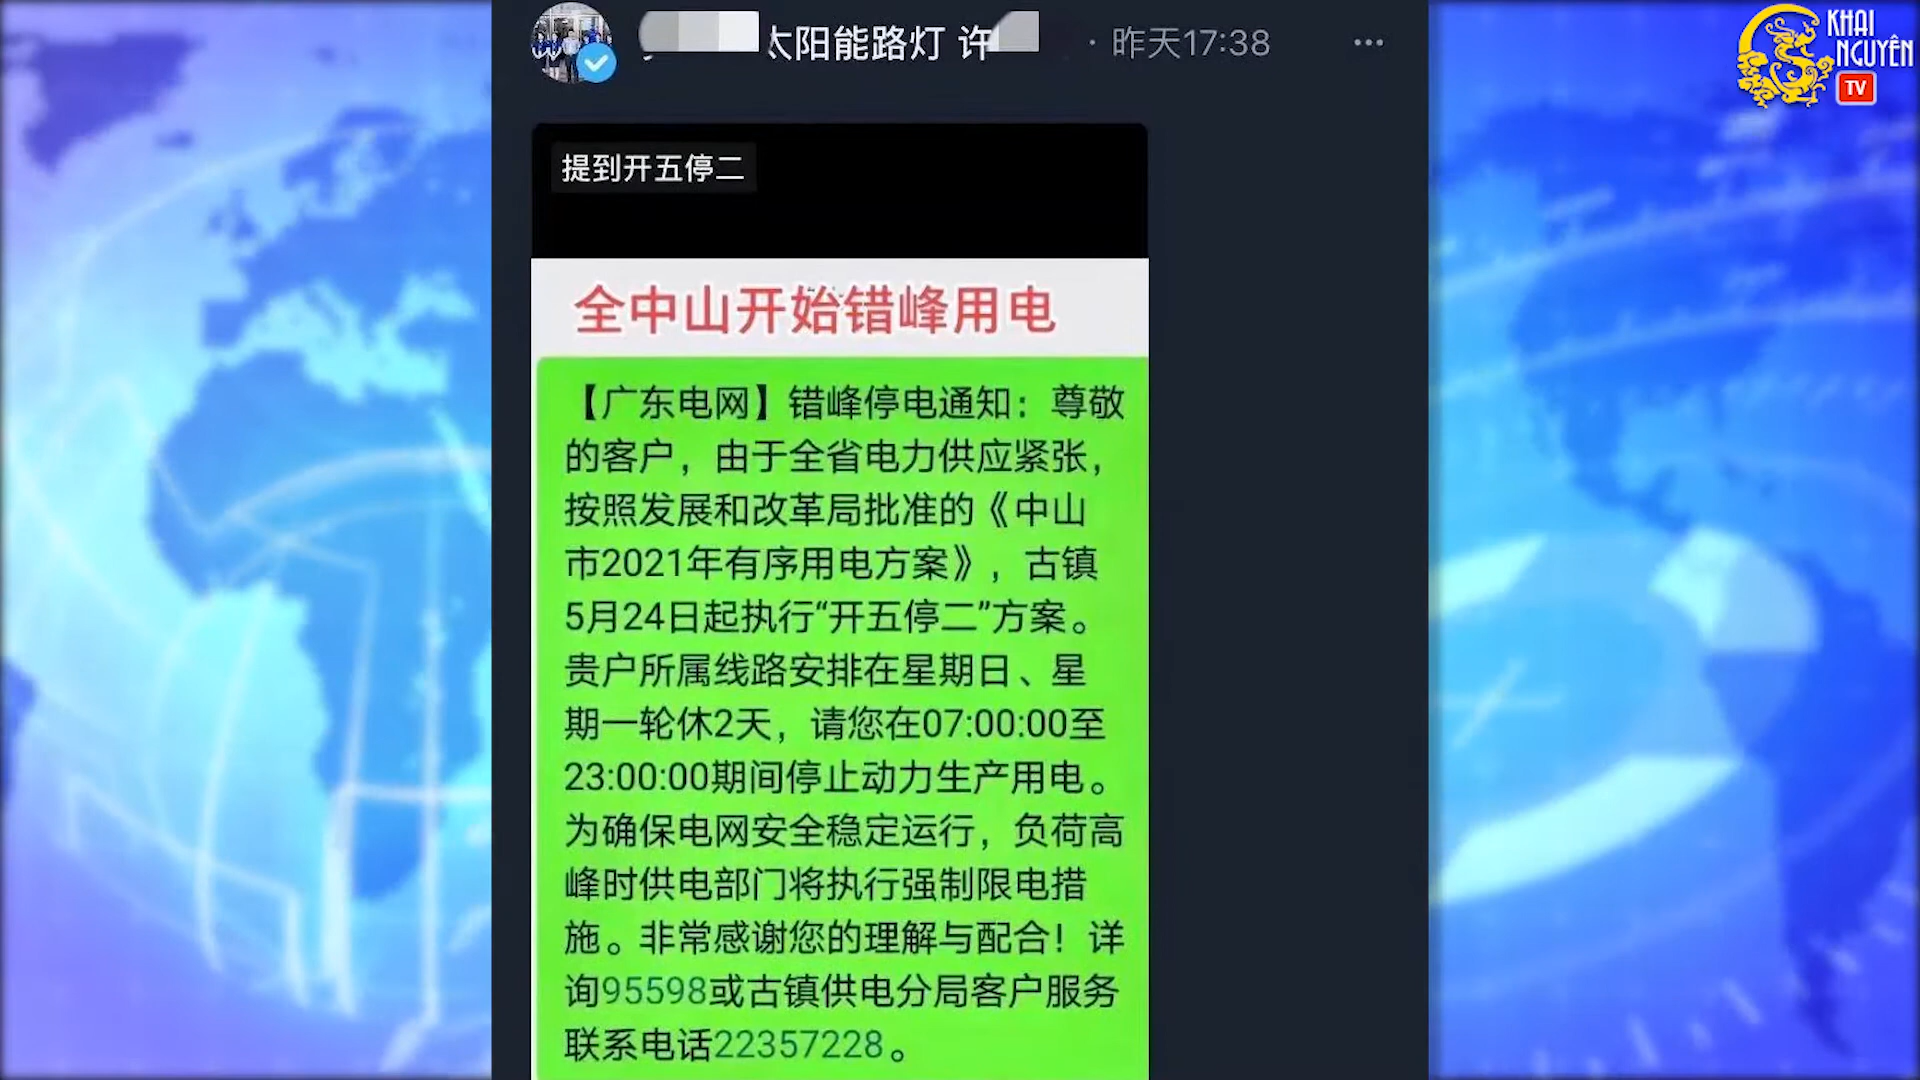 太阳能路灯 许
· 昨天17:38
KHAI
NGUYÊN
TV
提到开五停二
全中山开始错峰用电
【广东电网】错峰停电通知：尊敬
的客户，由于全省电力供应紧张，
按照发展和改革局批准的《中山
市2021年有序用电方案》，古镇
5月24日起执行“开五停二”方案。
贵户所属线路安排在星期日、星
期一轮休2天，请您在07:00:00至
23:00:00期间停止动力生产用电。
为确保电网安全稳定运行，负荷高
峰时供电部门将执行强制限电措
施。非常感谢您的理解与配合！详
询95598或古镇供电分局客户服务
联系电话22357228。